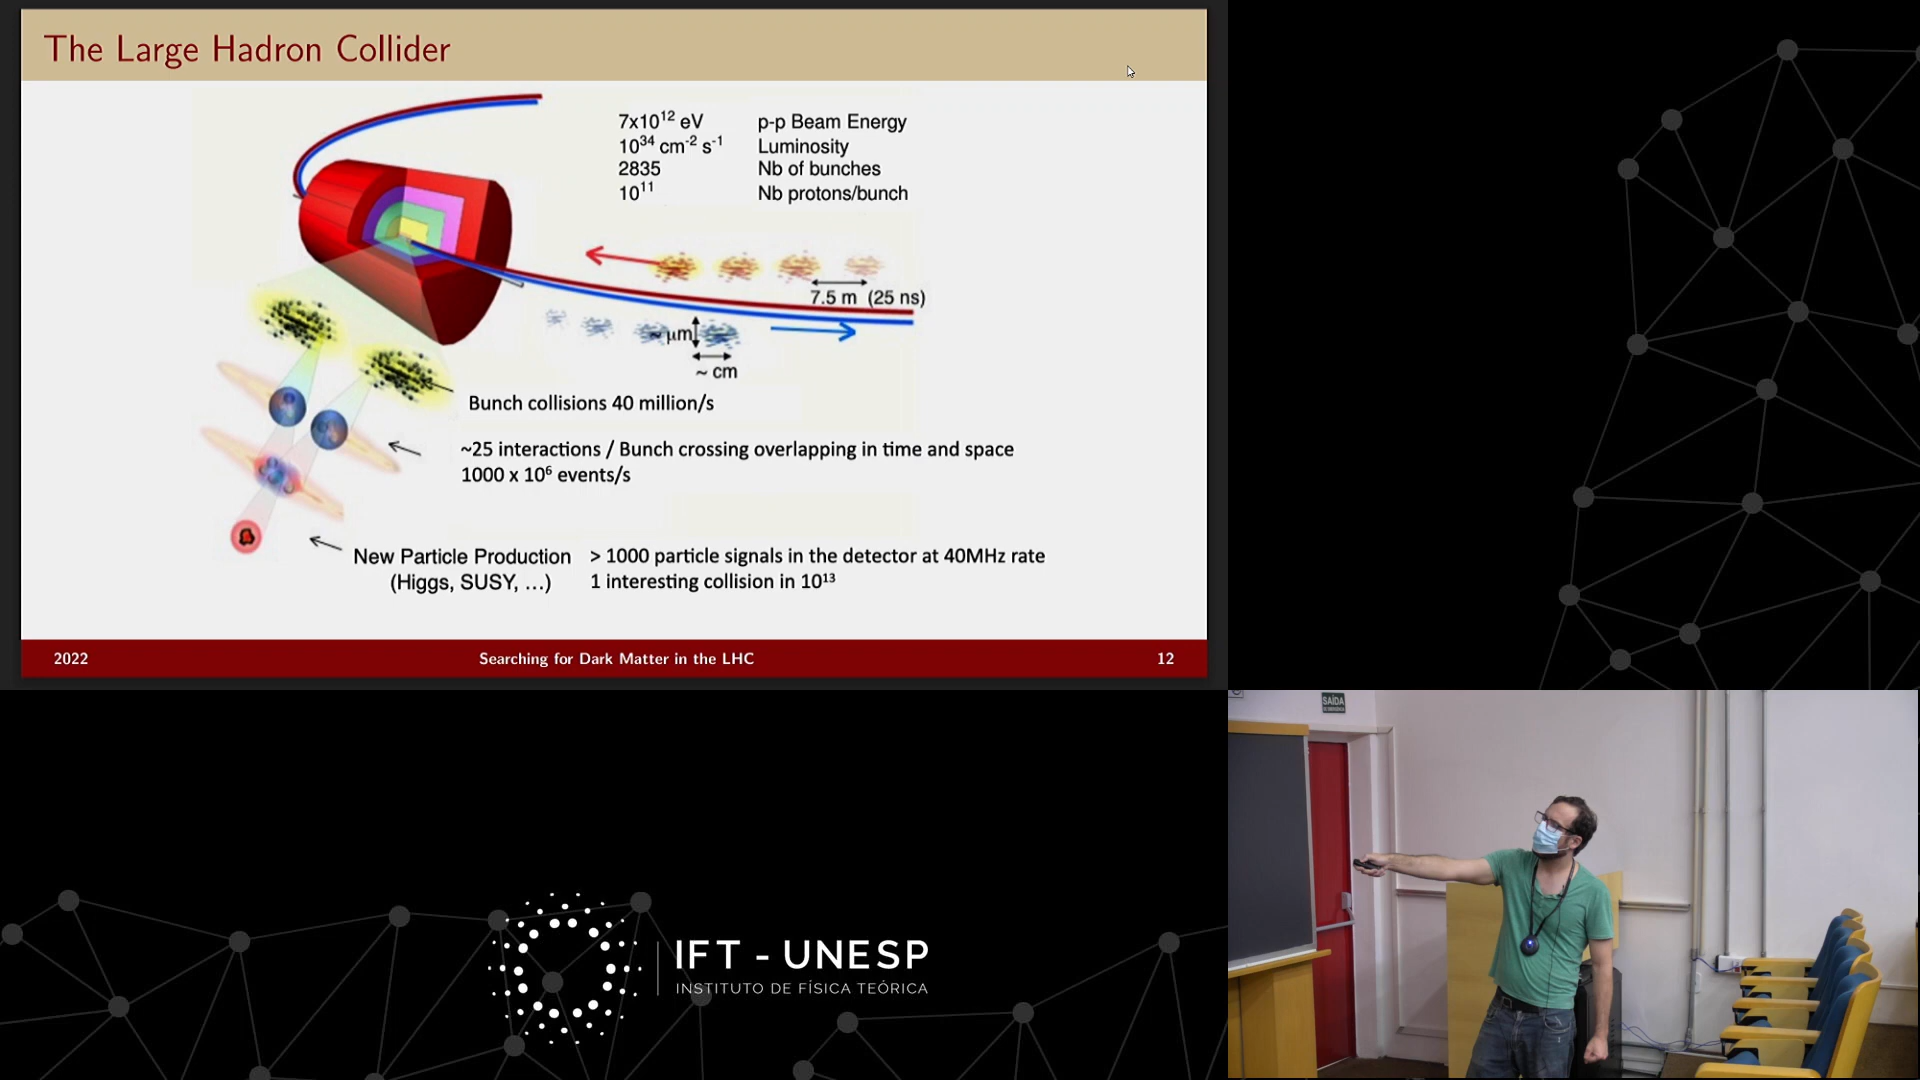 The Large Hadron Collider
7x10¹² eV p-p Beam Energy
10³⁴ cm⁻² s⁻¹ Luminosity
2835 Nb of bunches
10¹¹ Nb protons/bunch
7.5 m (25 ns)
~ μm
~ cm
Bunch collisions 40 million/s
~25 interactions / Bunch crossing overlapping in time and space
1000 x 10⁶ events/s
New Particle Production > 1000 particle signals in the detector at 40MHz rate
(Higgs, SUSY, ...) 1 interesting collision in 10¹³
2022 Searching for Dark Matter in the LHC 12
SAÍDA
IFT - UNESP
INSTITUTO DE FÍSICA TEÓRICA